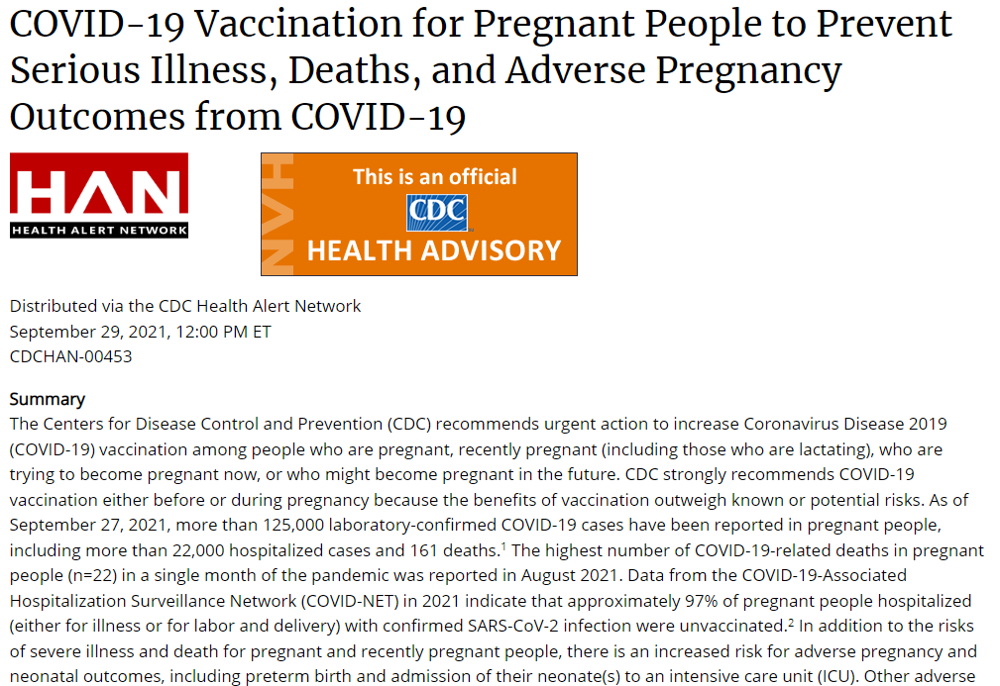 COVID-19 Vaccination for Pregnant People to Prevent
Serious Illness, Deaths, and Adverse Pregnancy
Outcomes from COVID-19
HAN
HEALTH ALERT NETWORK
HAN
This is an official
CDC
HEALTH ADVISORY
Distributed via the CDC Health Alert Network
September 29, 2021, 12:00 PM ET
CDCHAN-00453
Summary
The Centers for Disease Control and Prevention (CDC) recommends urgent action to increase Coronavirus Disease 2019
(COVID-19) vaccination among people who are pregnant, recently pregnant (including those who are lactating), who are
trying to become pregnant now, or who might become pregnant in the future. CDC strongly recommends COVID-19
vaccination either before or during pregnancy because the benefits of vaccination outweigh known or potential risks. As of
September 27, 2021, more than 125,000 laboratory-confirmed COVID-19 cases have been reported in pregnant people,
including more than 22,000 hospitalized cases and 161 deaths.¹ The highest number of COVID-19-related deaths in pregnant
people (n=22) in a single month of the pandemic was reported in August 2021. Data from the COVID-19-Associated
Hospitalization Surveillance Network (COVID-NET) in 2021 indicate that approximately 97% of pregnant people hospitalized
(either for illness or for labor and delivery) with confirmed SARS-CoV-2 infection were unvaccinated.² In addition to the risks
of severe illness and death for pregnant and recently pregnant people, there is an increased risk for adverse pregnancy and
neonatal outcomes, including preterm birth and admission of their neonate(s) to an intensive care unit (ICU). Other adverse